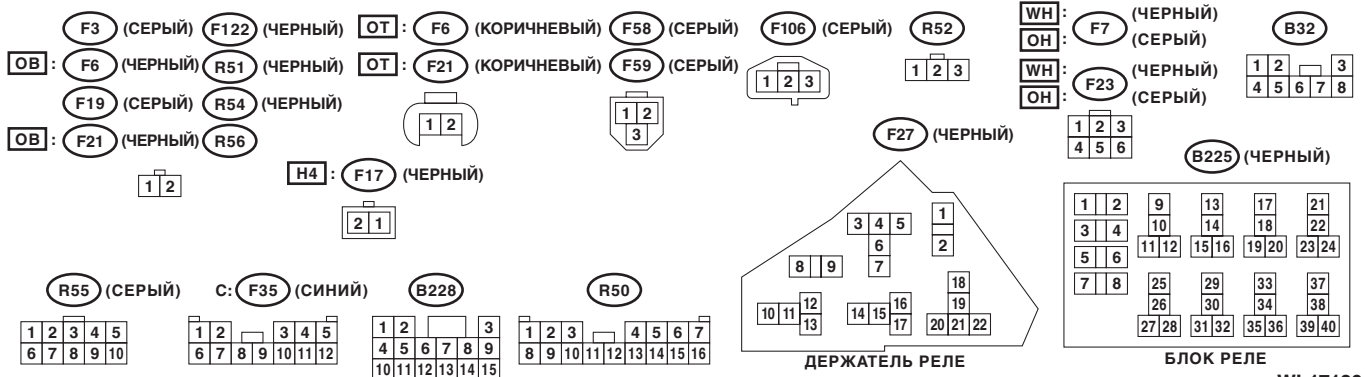 F3 (СЕРЫЙ) F122 (ЧЕРНЫЙ) OT : F6 (КОРИЧНЕВЫЙ) F58 (СЕРЫЙ) F106 (СЕРЫЙ) R52 WH : F7 (ЧЕРНЫЙ) B32
OH : (СЕРЫЙ)
OB : F6 (ЧЕРНЫЙ) R51 (ЧЕРНЫЙ) OT : F21 (КОРИЧНЕВЫЙ) F59 (СЕРЫЙ)
1 2 3
1 2 3
WH : F23 (ЧЕРНЫЙ)
OH : (СЕРЫЙ)
1 2 3
4 5 6 7 8
F19 (СЕРЫЙ) R54 (ЧЕРНЫЙ)
OB : F21 (ЧЕРНЫЙ) R56
1 2
1 2
1 2
3
H4 : F17 (ЧЕРНЫЙ)
2 1
F27 (ЧЕРНЫЙ)
1 2 3
4 5 6
B225 (ЧЕРНЫЙ)
R55 (СЕРЫЙ) C: F35 (СИНИЙ) B228 R50
1 2 3 4 5
6 7 8 9 10
1 2 3 4 5
6 7 8 9 10 11 12
1 2 3
4 5 6 7 8 9
10 11 12 13 14 15
1 2 3 4 5 6 7
8 9 10 11 12 13 14 15 16
3 4 5 1
6 2
8 9 7
10 11 12 13
14 15 16 17
18
19
20 21 22
ДЕРЖАТЕЛЬ РЕЛЕ
1 2 9 13 17 21
3 4 10 14 18 22
11 12 15 16 19 20 23 24
5 6
7 8 25 29 33 37
26 30 34 38
27 28 31 32 35 36 39 40
БЛОК РЕЛЕ